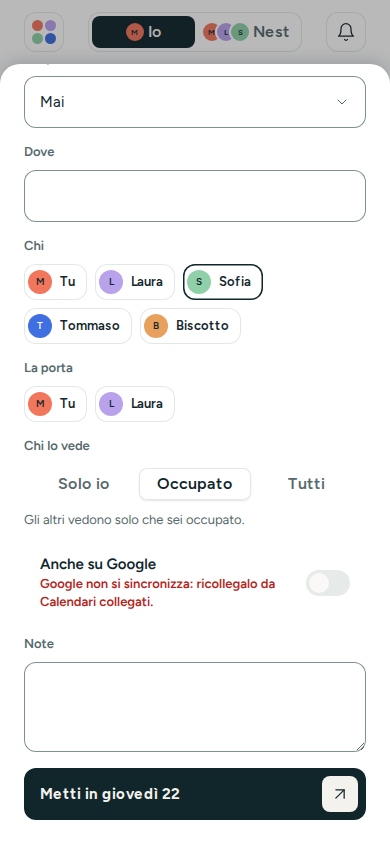 M Io
M L S Nest
Mai
Dove
Chi
M Tu L Laura S Sofia
T Tommaso B Biscotto
La porta
M Tu L Laura
Chi lo vede
Solo io Occupato Tutti
Gli altri vedono solo che sei occupato.
Anche su Google
Google non si sincronizza: ricollegalo da
Calendari collegati.
Note
Metti in giovedì 22